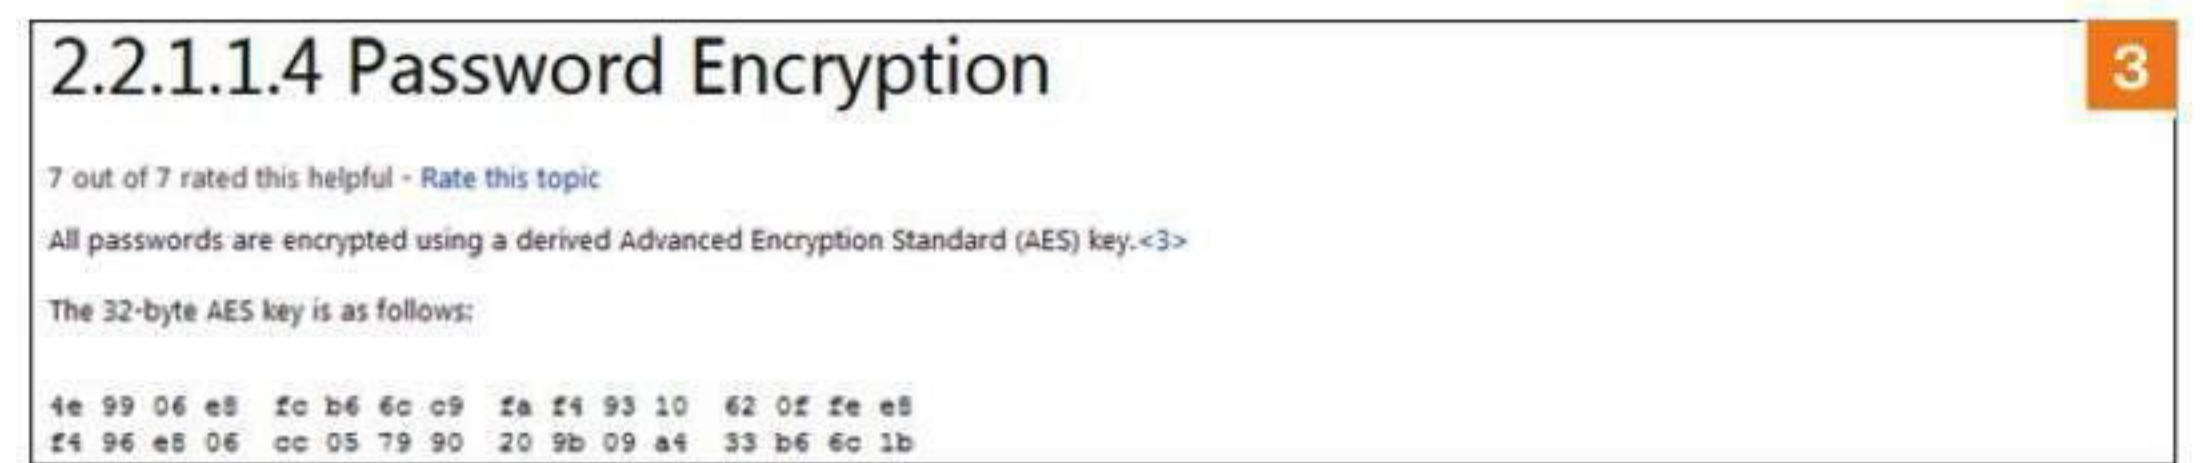 2.2.1.1.4 Password Encryption
3
7 out of 7 rated this helpful - Rate this topic
All passwords are encrypted using a derived Advanced Encryption Standard (AES) key.<3>
The 32-byte AES key is as follows:
4e 99 06 e8 fc b6 6c c9 fa f4 93 10 62 0f fe e8
f4 96 e8 06 cc 05 79 90 20 9b 09 a4 33 b6 6c 1b